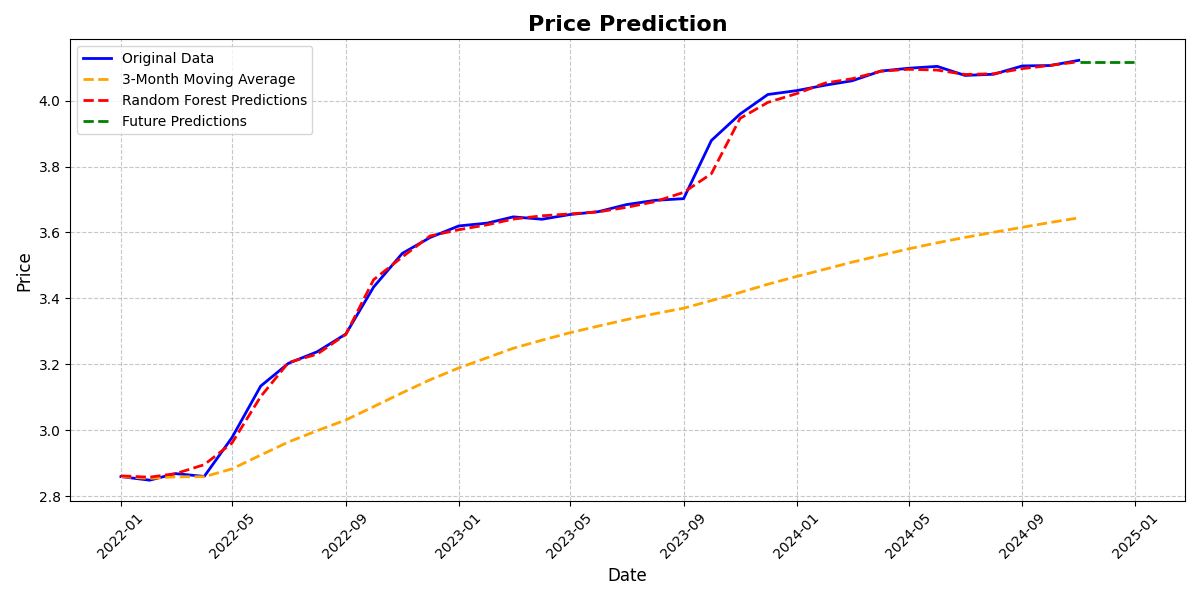 Price Prediction
Original Data
3-Month Moving Average
Random Forest Predictions
Future Predictions
Price
4.0
3.8
3.6
3.4
3.2
3.0
2.8
2022-01
2022-05
2022-09
2023-01
2023-05
2023-09
2024-01
2024-05
2024-09
2025-01
Date